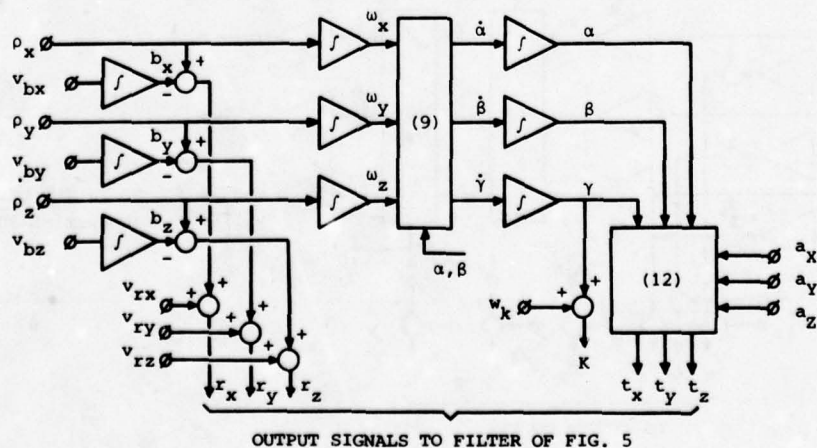 ρx
vbx
bx
+
−
ωx
α̇
α
ρy
vby
by
+
−
ωy
(9)
β̇
β
ρz
vbz
bz
+
−
ωz
γ̇
γ
α,β
(12)
aX
aY
aZ
vrx
+
+
vry
+
+
vrz
+
+
wk
+
+
K
rx ry rz
tx ty tz
OUTPUT SIGNALS TO FILTER OF FIG. 5